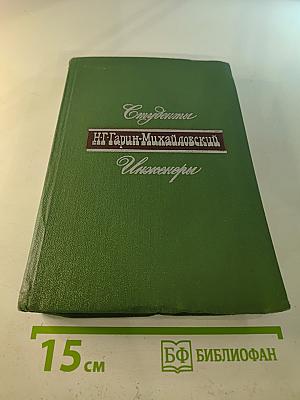 Студенты
Н·Г·Гарин-Михайловский
Инженеры
15 см
БФ БИБЛИОФАН